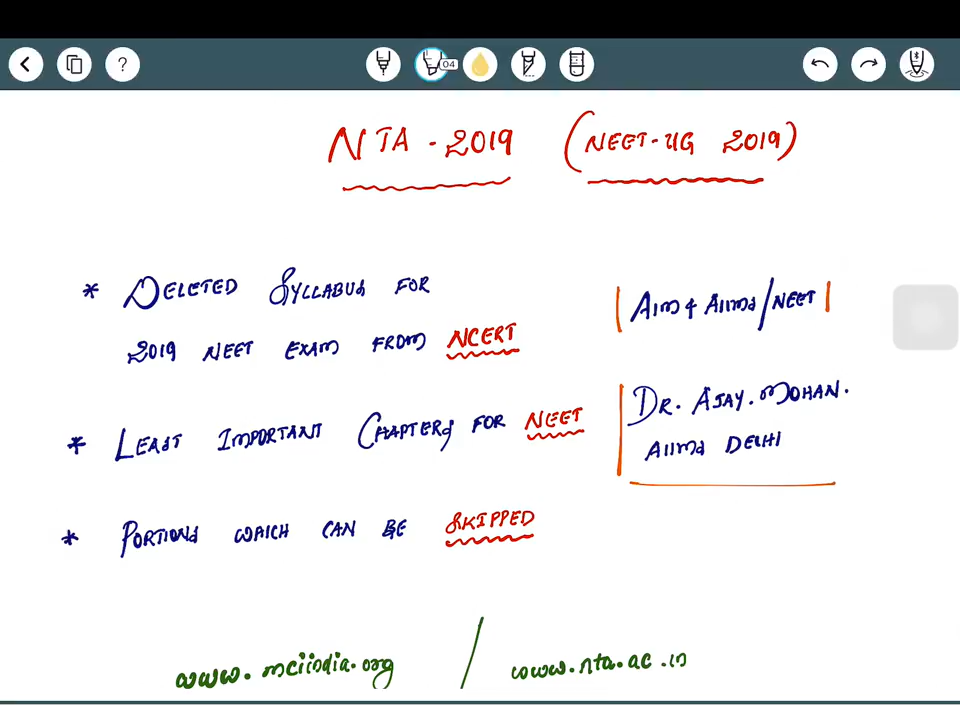 04
NTA - 2019 (NEET-UG 2019)
* DELETED SYLLABUS FOR
2019 NEET EXAM FROM NCERT
* LEAST IMPORTANT CHAPTERS FOR NEET
* PORTIONS WHICH CAN BE SKIPPED
| AIM 4 AIIMS/NEET |
DR. AJAY. MOHAN.
AIIMS DELHI
www.mciindia.org / www.nta.ac.in